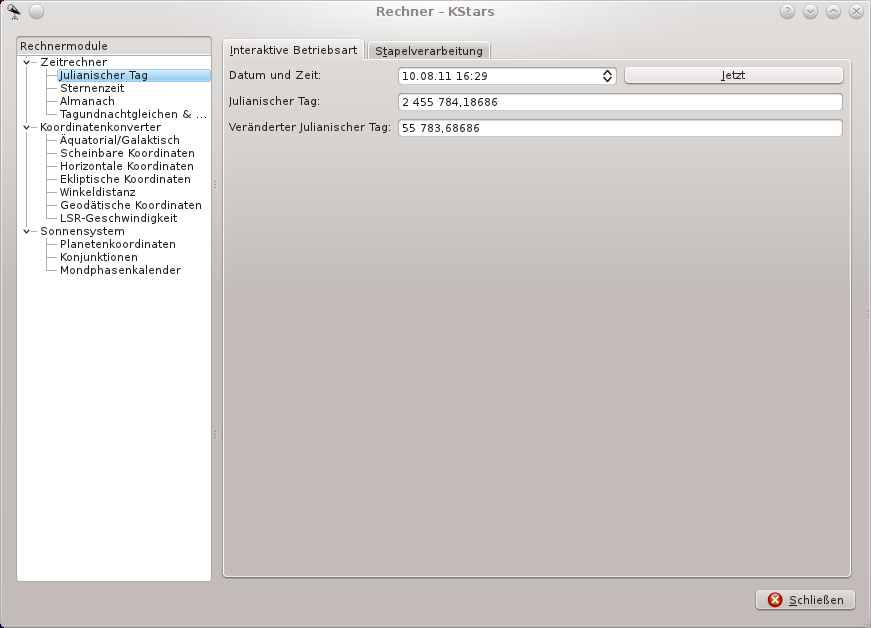 Rechner – KStars
Rechnermodule
Zeitrechner
Julianischer Tag
Sternenzeit
Almanach
Tagundnachtgleichen & ...
Koordinatenkonverter
Äquatorial/Galaktisch
Scheinbare Koordinaten
Horizontale Koordinaten
Ekliptische Koordinaten
Winkeldistanz
Geodätische Koordinaten
LSR-Geschwindigkeit
Sonnensystem
Planetenkoordinaten
Konjunktionen
Mondphasenkalender
Interaktive Betriebsart Stapelverarbeitung
Datum und Zeit: 10.08.11 16:29 Jetzt
Julianischer Tag: 2 455 784,18686
Veränderter Julianischer Tag: 55 783,68686
Schließen